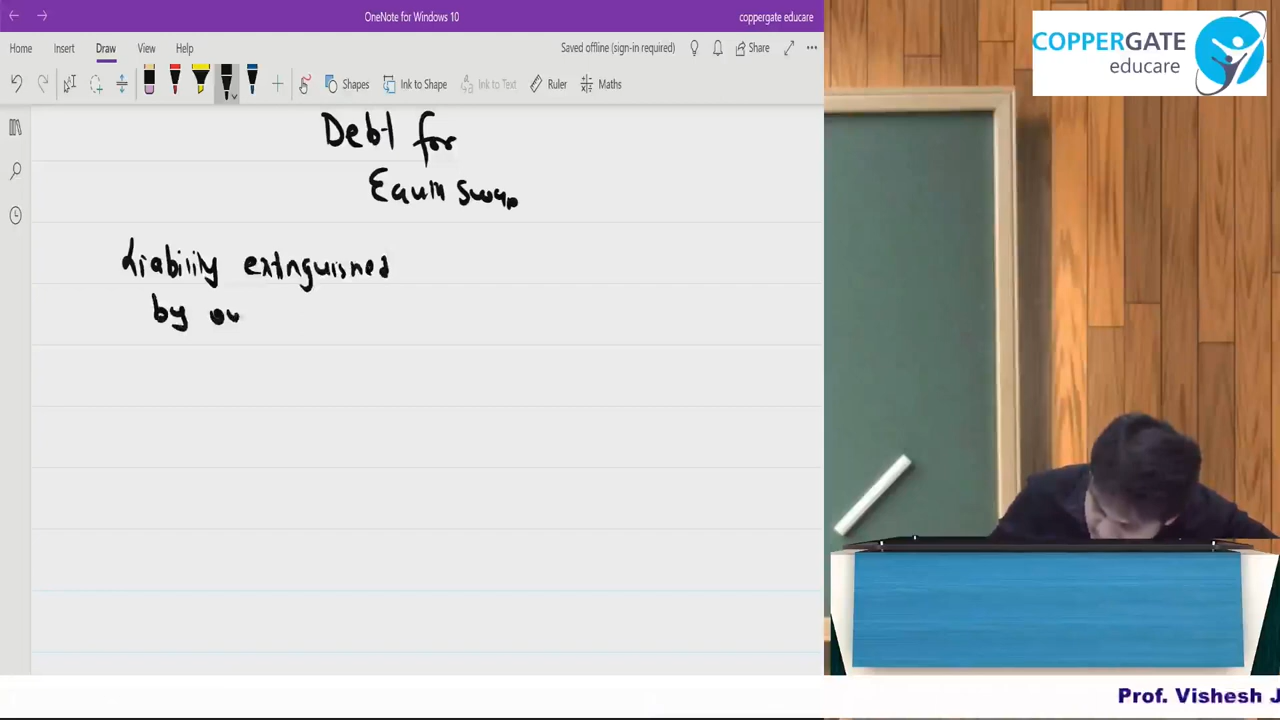 OneNote for Windows 10
coppergate educare
Home Insert Draw View Help
Saved offline (sign-in required)
Share
Shapes Ink to Shape Ink to Text Ruler Maths
COPPERGATE
educare
Debt for
Equity swap
Liability extinguished
by ow
Prof. Vishesh J